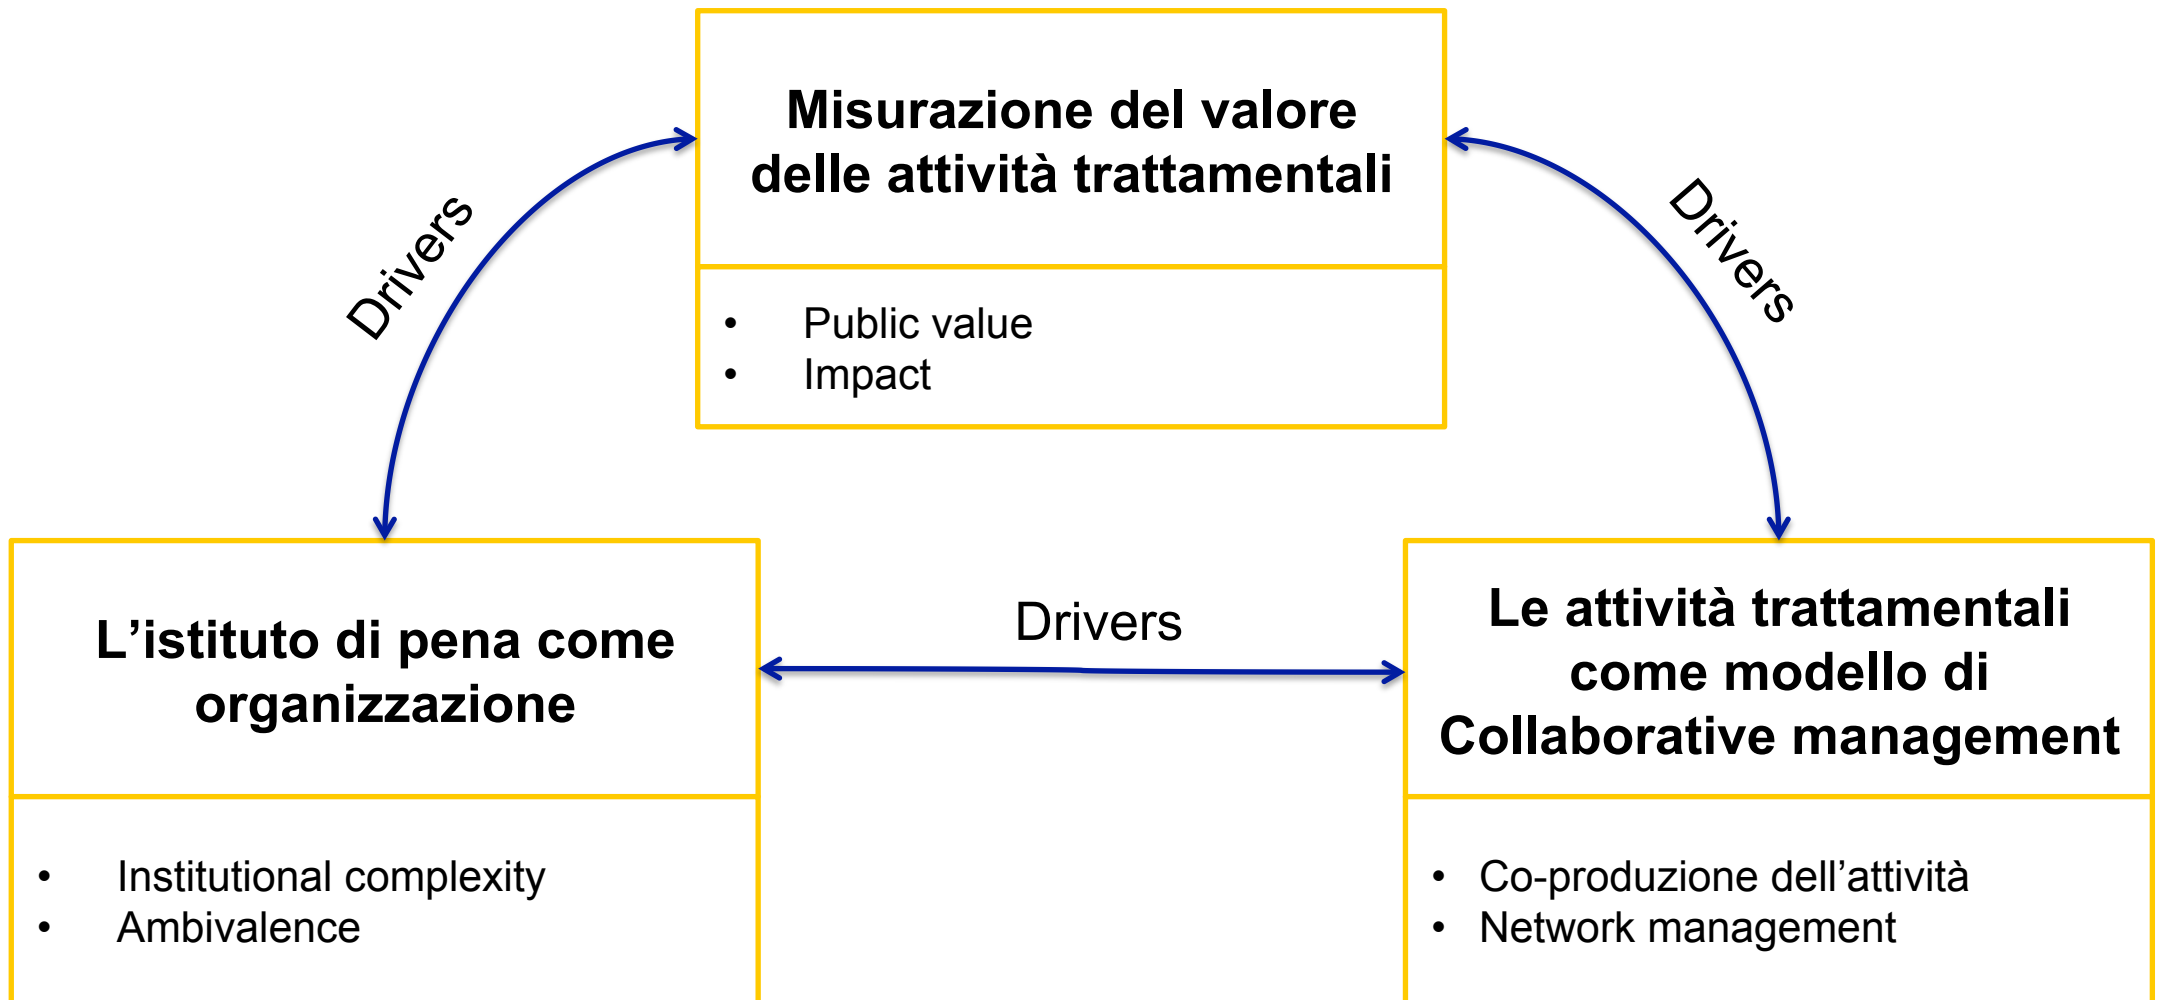 Misurazione del valore
delle attività trattamentali
• Public value
• Impact
Drivers
Drivers
L’istituto di pena come
organizzazione
• Institutional complexity
• Ambivalence
Drivers
Le attività trattamentali
come modello di
Collaborative management
• Co-produzione dell’attività
• Network management